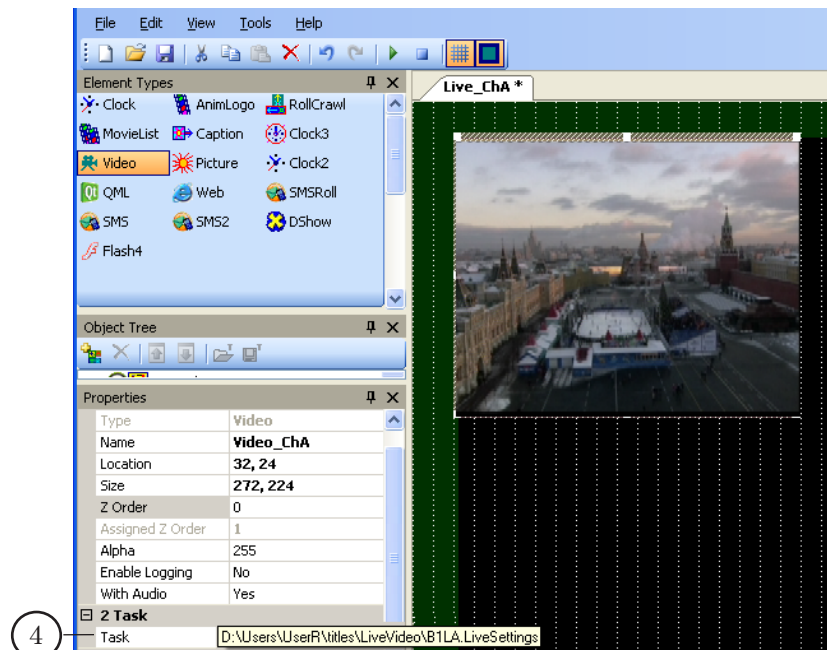 File Edit View Tools Help
Element Types
Clock AnimLogo RollCrawl
MovieList Caption Clock3
Video Picture Clock2
QML Web SMSRoll
SMS SMS2 DShow
Flash4
Object Tree
Properties
Type Video
Name Video_ChA
Location 32, 24
Size 272, 224
Z Order 0
Assigned Z Order 1
Alpha 255
Enable Logging No
With Audio Yes
2 Task
4
Task D:\Users\UserR\titles\LiveVideo\B1LA.LiveSettings
Live_ChA *